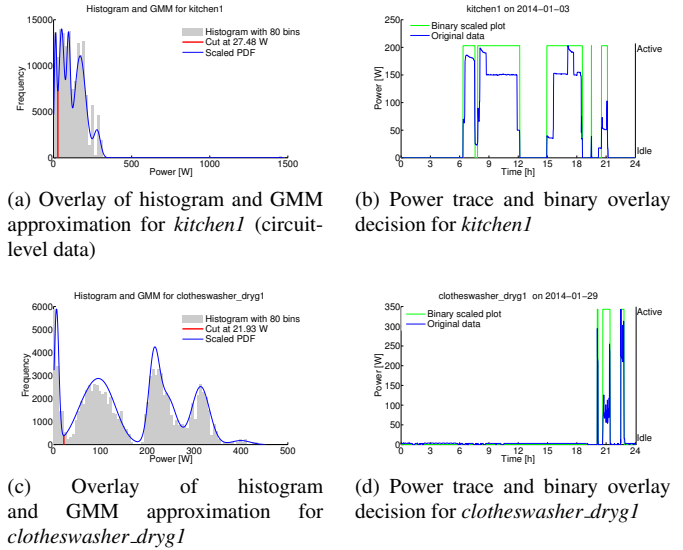 Histogram and GMM for kitchen1
Histogram with 80 bins
Cut at 27.48 W
Scaled PDF
Frequency
15000
10000
5000
0
0 500 1000 1500
Power [W]
kitchen1 on 2014-01-03
Binary scaled plot
Original data
Power [W]
250
200
150
100
50
0
Active
Idle
0 3 6 9 12 15 18 21 24
Time [h]
(a) Overlay of histogram and GMM
approximation for kitchen1 (circuit-
level data)
(b) Power trace and binary overlay
decision for kitchen1
Histogram and GMM for clotheswasher_dryg1
Histogram with 80 bins
Cut at 21.93 W
Scaled PDF
Frequency
6000
5000
4000
3000
2000
1000
0
0 100 200 300 400 500
Power [W]
clotheswasher_dryg1 on 2014-01-29
Binary scaled plot
Original data
Power [W]
350
300
250
200
150
100
50
0
Active
Idle
0 3 6 9 12 15 18 21 24
Time [h]
(c) Overlay of histogram
and GMM approximation for
clotheswasher_dryg1
(d) Power trace and binary overlay
decision for clotheswasher_dryg1